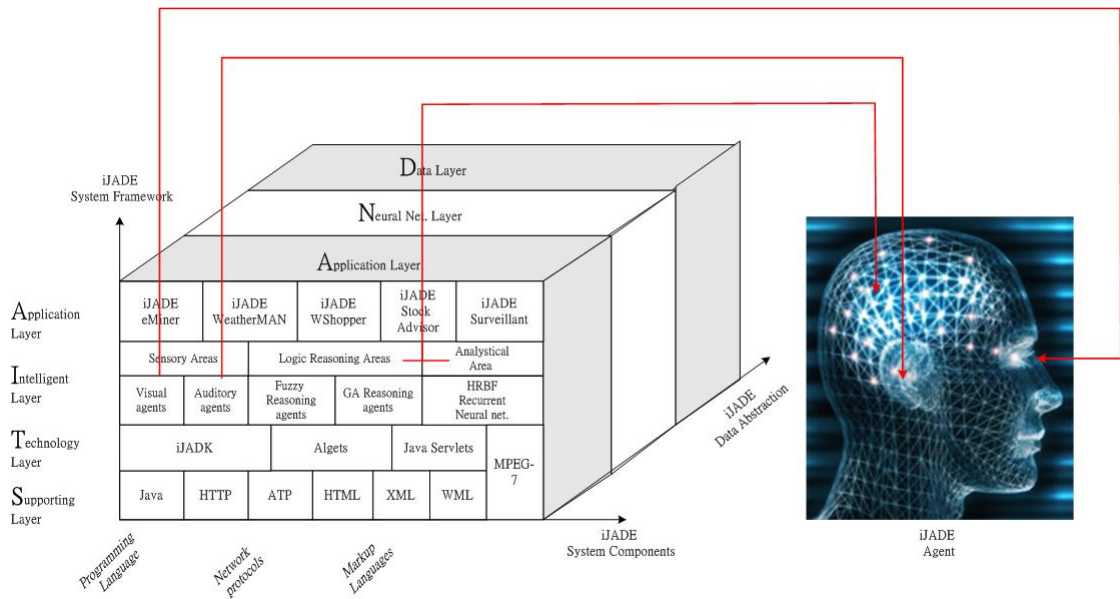 iJADE
System Framework
Data Layer
Neural Net. Layer
Application Layer
Application
Layer
iJADE
eMiner
iJADE
WeatherMAN
iJADE
WShopper
iJADE
Stock
Advisor
iJADE
Surveillant
Intelligent
Layer
Sensory Areas
Logic Reasoning Areas
Analystical
Area
Visual
agents
Auditory
agents
Fuzzy
Reasoning
agents
GA Reasoning
agents
HRBF
Recurrent
Neural net.
Technology
Layer
iJADK
Algets
Java Servlets
MPEG-
7
Supporting
Layer
Java
HTTP
ATP
HTML
XML
WML
Programming
Language
Network
protocols
Markup
Languages
iJADE
System Components
iJADE
Data Abstraction
iJADE
Agent